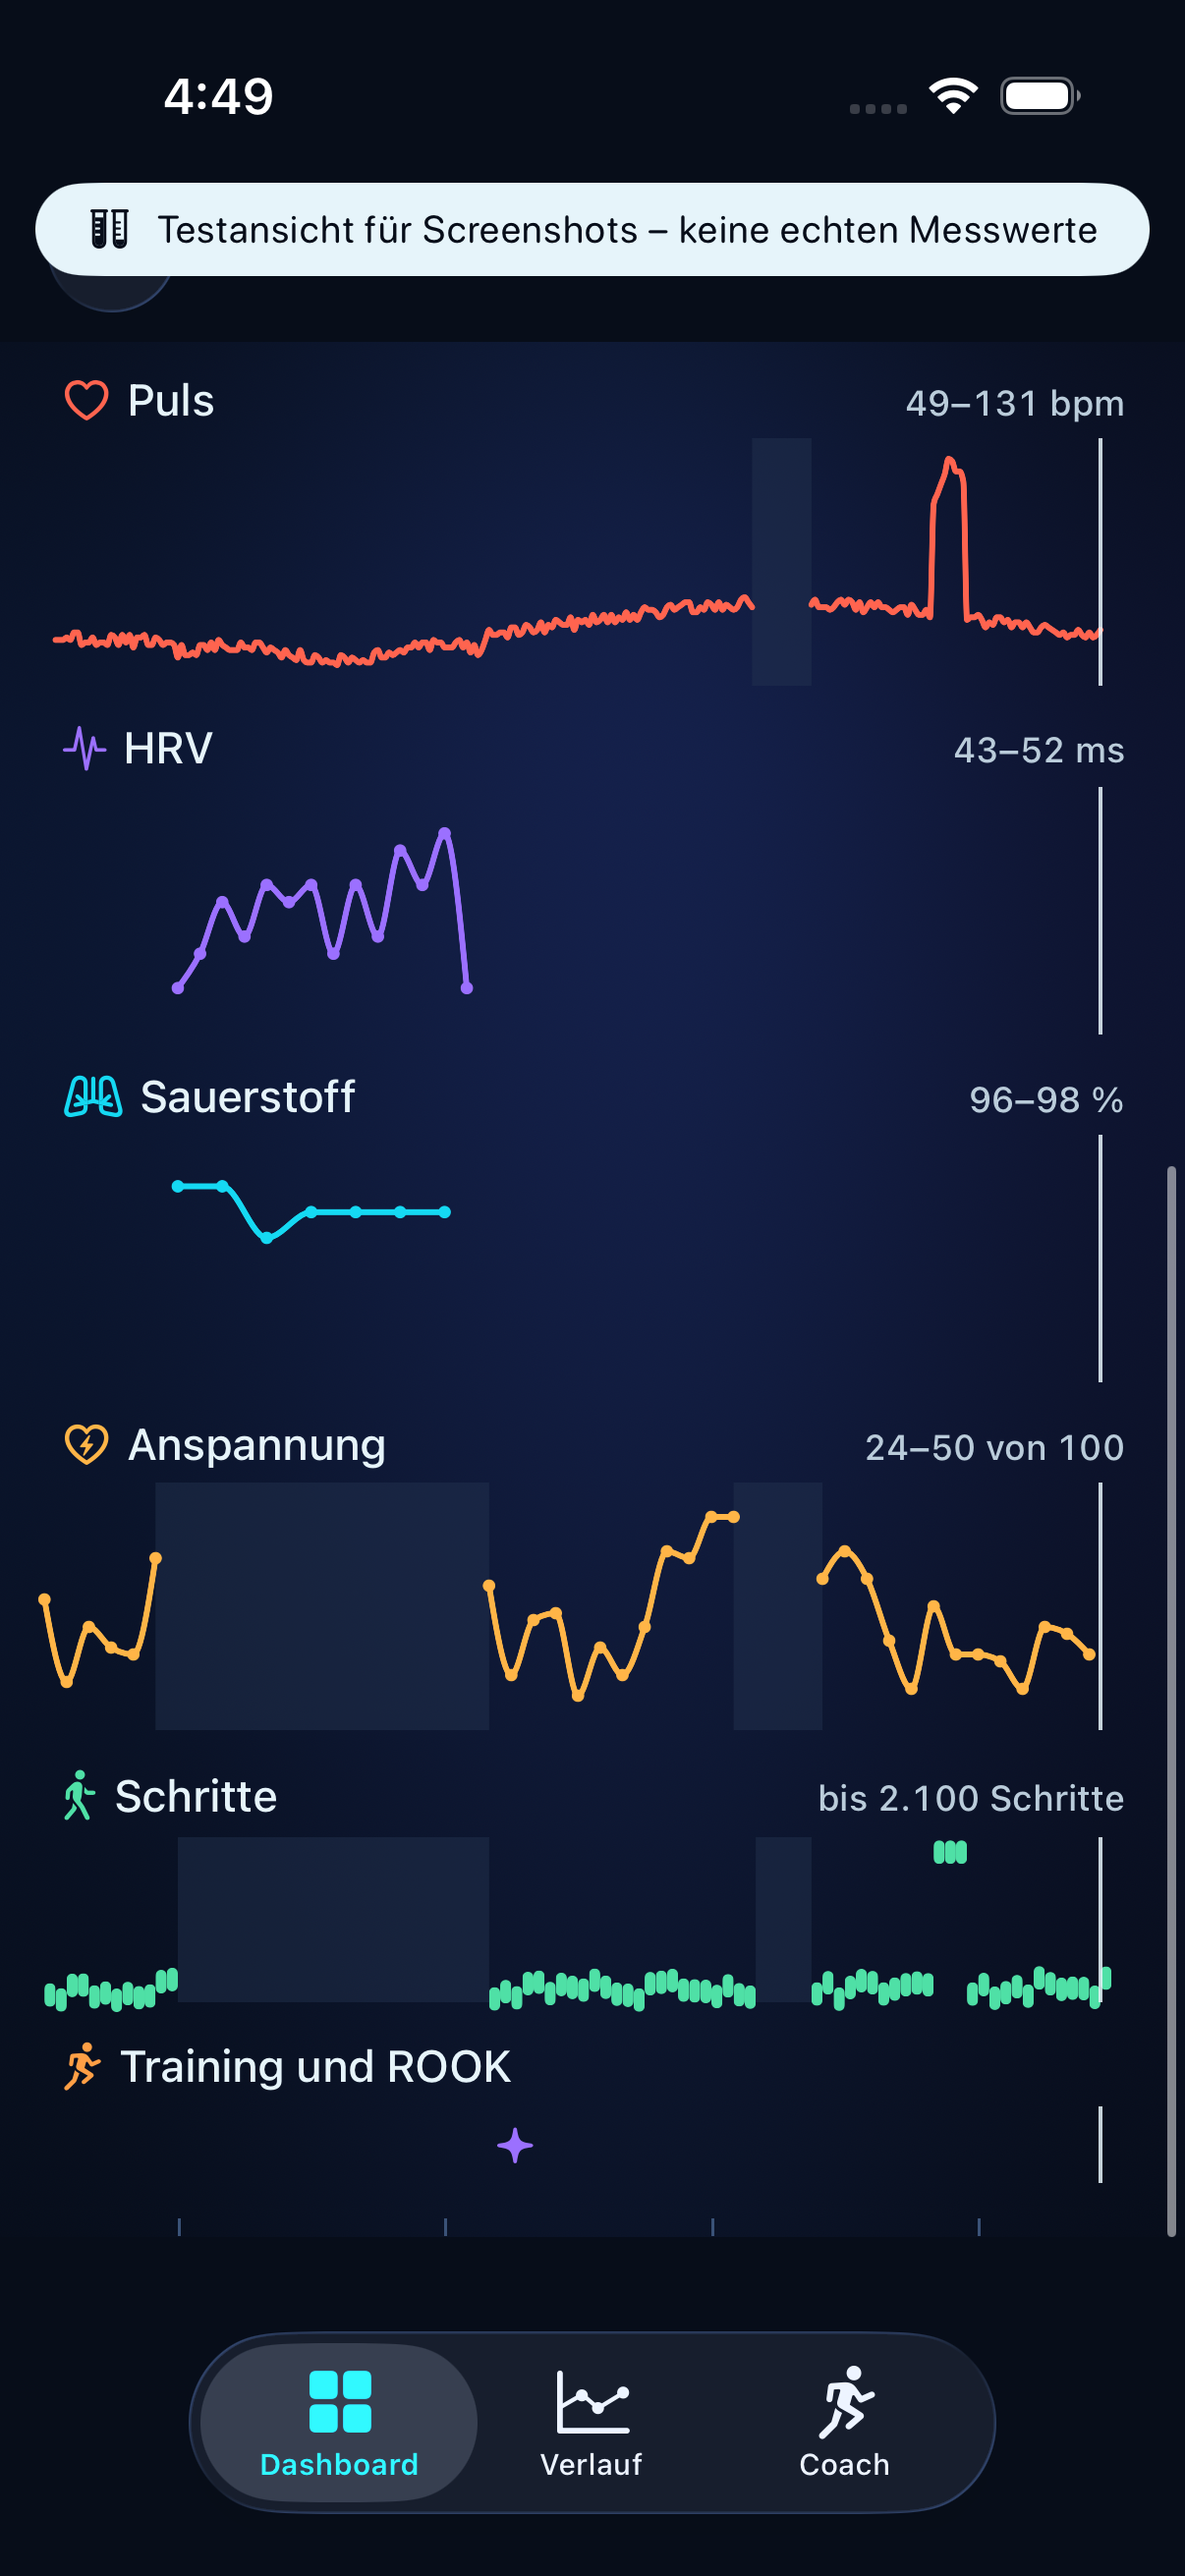 4:49
Testansicht für Screenshots – keine echten Messwerte
Puls
49–131 bpm
HRV
43–52 ms
Sauerstoff
96–98 %
Anspannung
24–50 von 100
Schritte
bis 2.100 Schritte
Training und ROOK
Dashboard
Verlauf
Coach